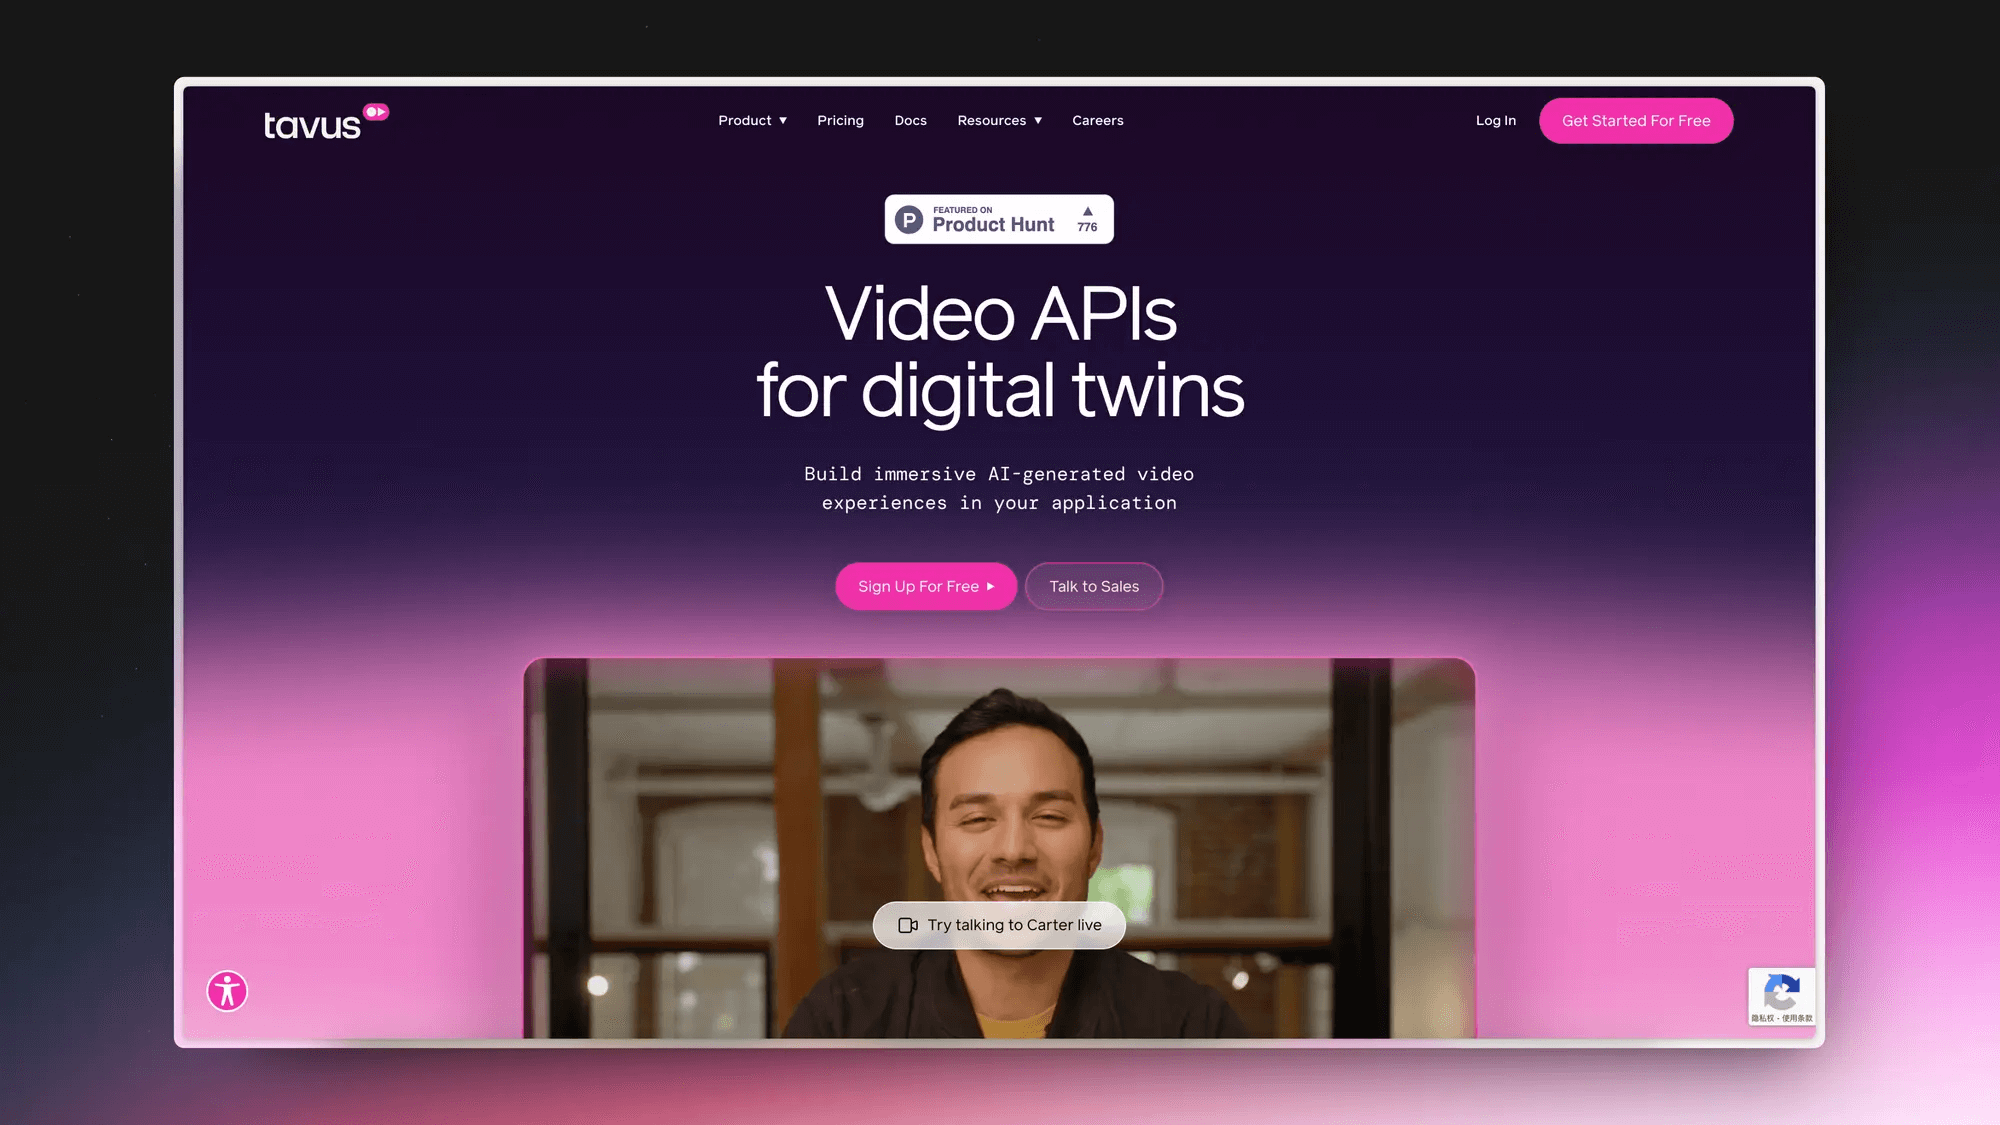 tavus
Product ▼ Pricing Docs Resources ▼ Careers
Log In
Get Started For Free
P
FEATURED ON
Product Hunt
▲
776
Video APIs
for digital twins
Build immersive AI-generated video
experiences in your application
Sign Up For Free ▶
Talk to Sales
Try talking to Carter live
隐私权 - 使用条款